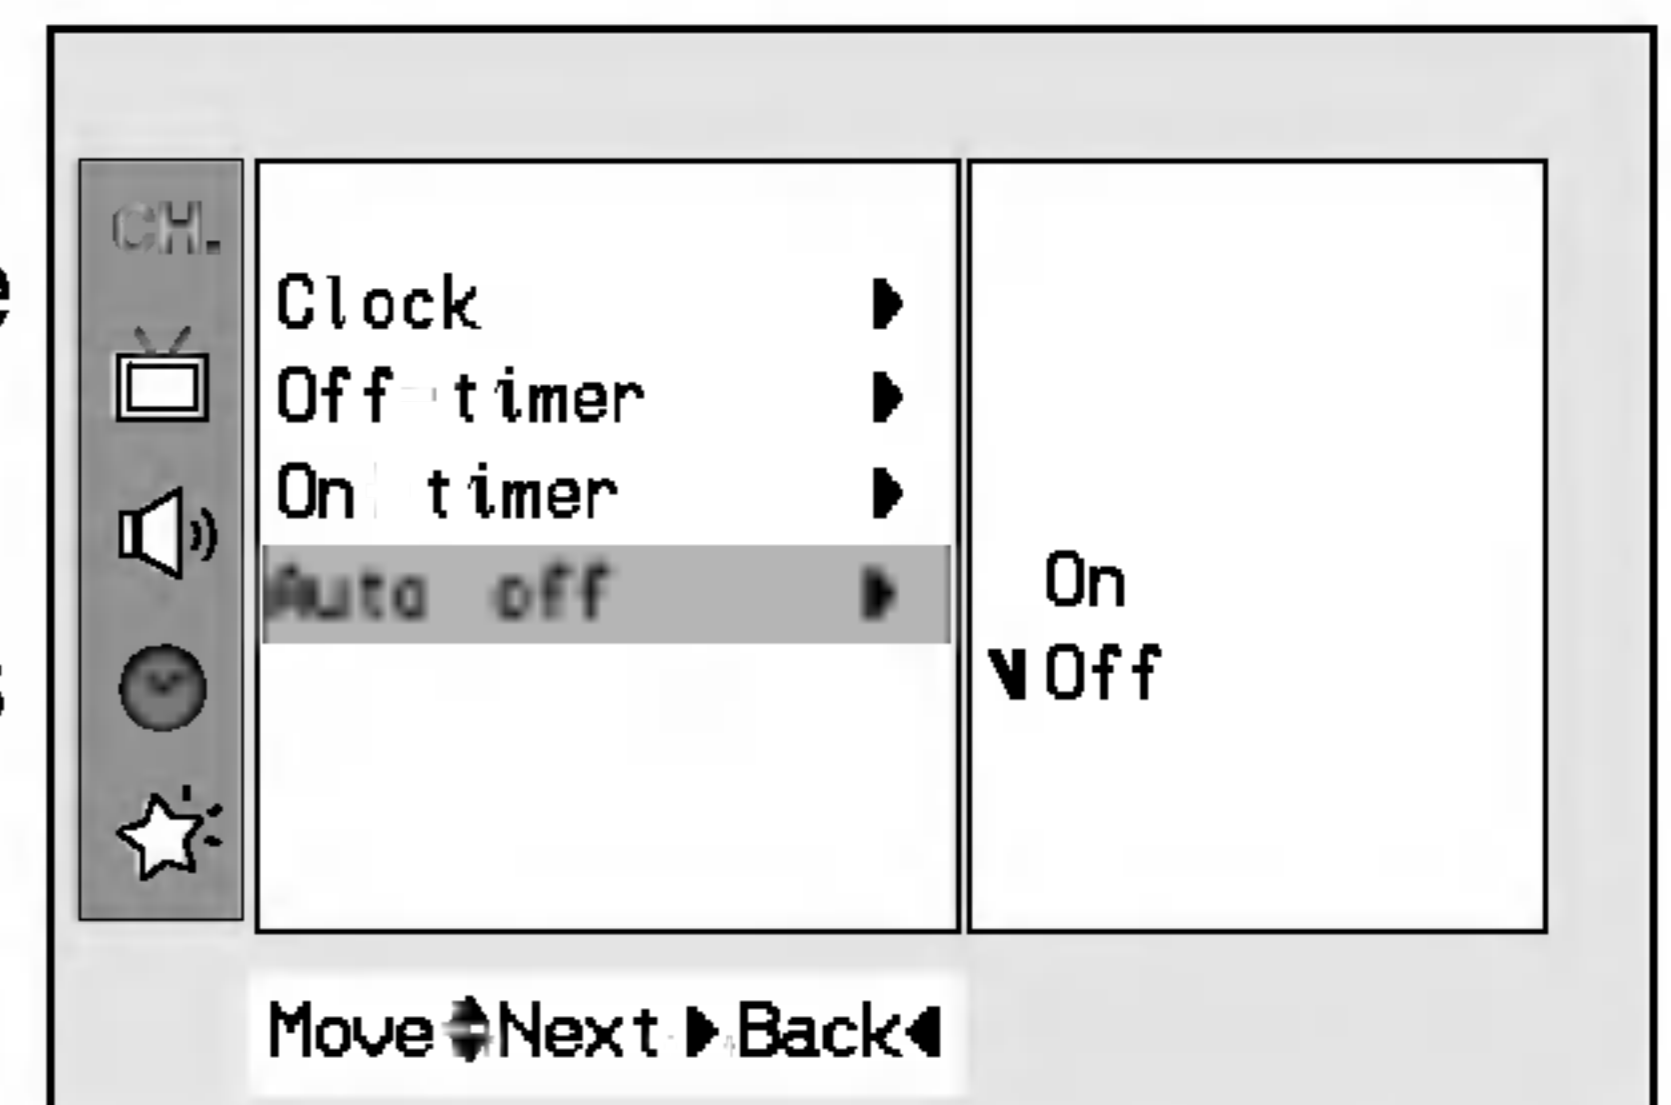 e
CH.
Clock
Off timer
On timer
Auto off
On
Off
s
Move Next Back